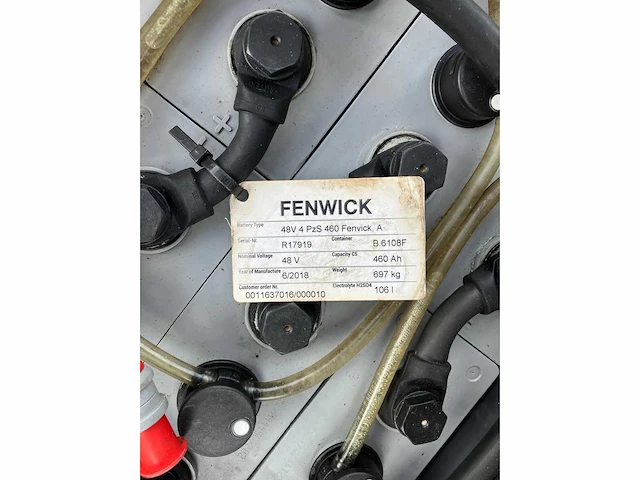 FENWICK
Battery Type 48V 4 PzS 460 Fenvick, A
Serial-Nr. R17919 Container B.6108F
Nominal Voltage 48 V Capacity C5 460 Ah
Year of Manufacture 6/2018 Weight 697 kg
Customer order Nr. 0011637016/000010 Electrolyte H2SO4 106 l